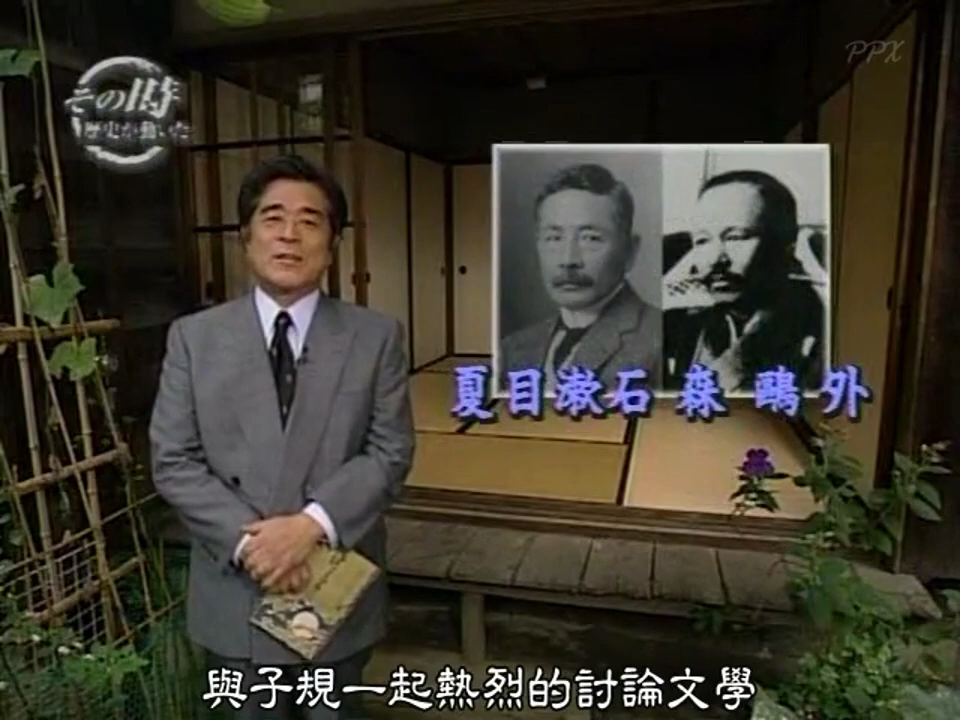 PPX
その時
歴史が動いた
夏目漱石 森 鷗外
與子規一起熱烈的討論文學